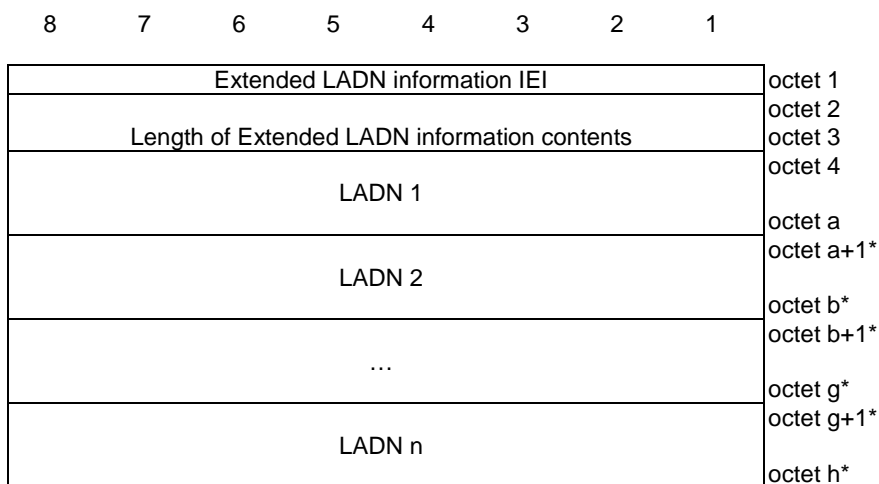 8 7 6 5 4 3 2 1
Extended LADN information IEI octet 1
octet 2
Length of Extended LADN information contents octet 3
octet 4
LADN 1
octet a
octet a+1*
LADN 2
octet b*
octet b+1*
…
octet g*
octet g+1*
LADN n
octet h*